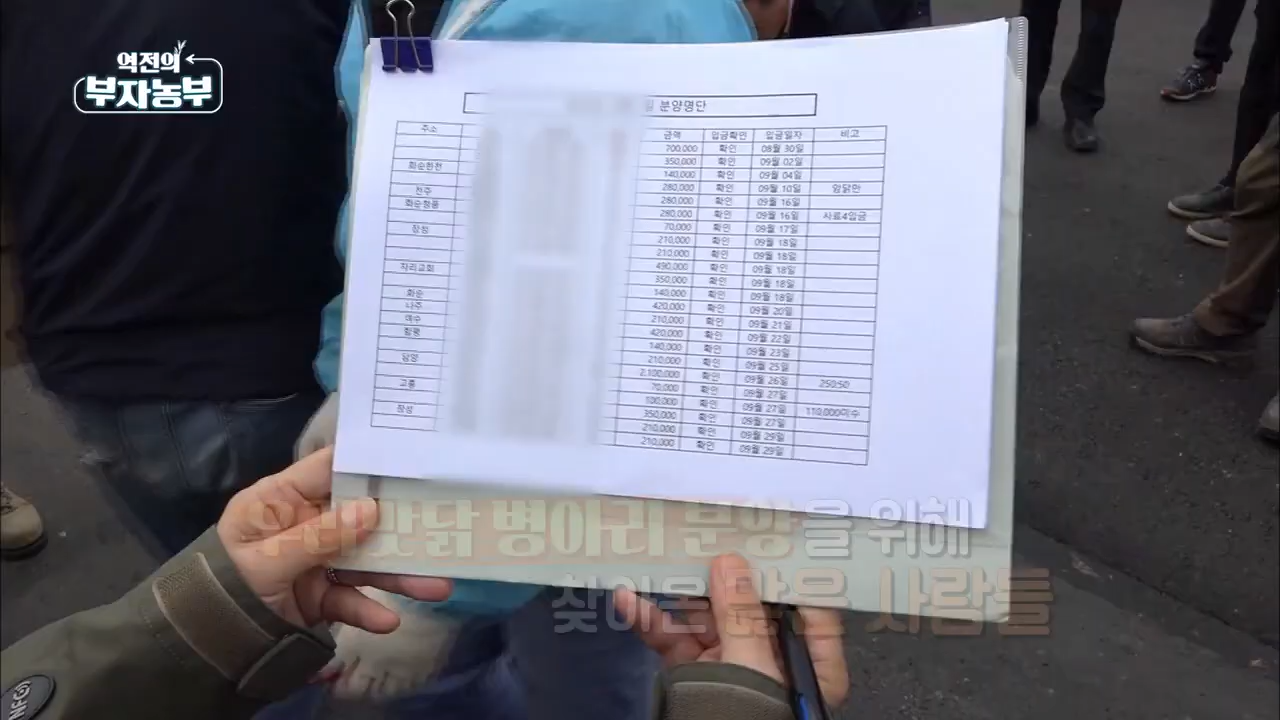 역전의
부자농부
일 분양명단
주소 금액 입금확인 입금일자 비고
700,000 확인 08월 30일
350,000 확인 09월 02일
화순한천 140,000 확인 09월 04일
280,000 확인 09월 10일 암닭만
전주 280,000 확인 09월 16일
화순청풍 280,000 확인 09월 16일 사료4입금
70,000 확인 09월 17일
장성 210,000 확인 09월 18일
210,000 확인 09월 18일
490,000 확인 09월 18일
자리교회 350,000 확인 09월 18일
140,000 확인 09월 18일
화순 420,000 확인 09월 20일
나주 210,000 확인 09월 21일
여수 420,000 확인 09월 22일
함평 140,000 확인 09월 23일
210,000 확인 09월 25일
담양 2,100,000 확인 09월 26일 250:50
70,000 확인 09월 27일
고흥 100,000 확인 09월 27일 110,000미수
350,000 확인 09월 27일
장성 210,000 확인 09월 29일
210,000 확인 09월 29일
우리맛닭 병아리 분양을 위해
찾아온 많은 사람들
NFC